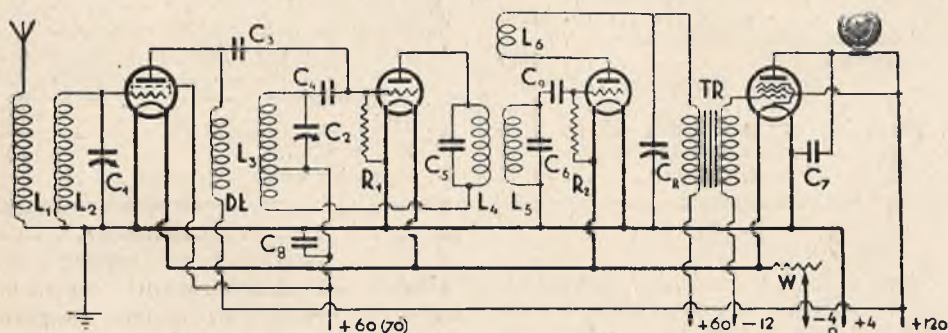 C₃
L₆
C₄
C₉
TR
C₁
L₃
C₂
C₅
C₆
C_R
R₁
R₂
C₇
L₁
L₂
DŁ
L₄
L₅
C₈
W
+60(70)
+60
−12
−4
+4
+120